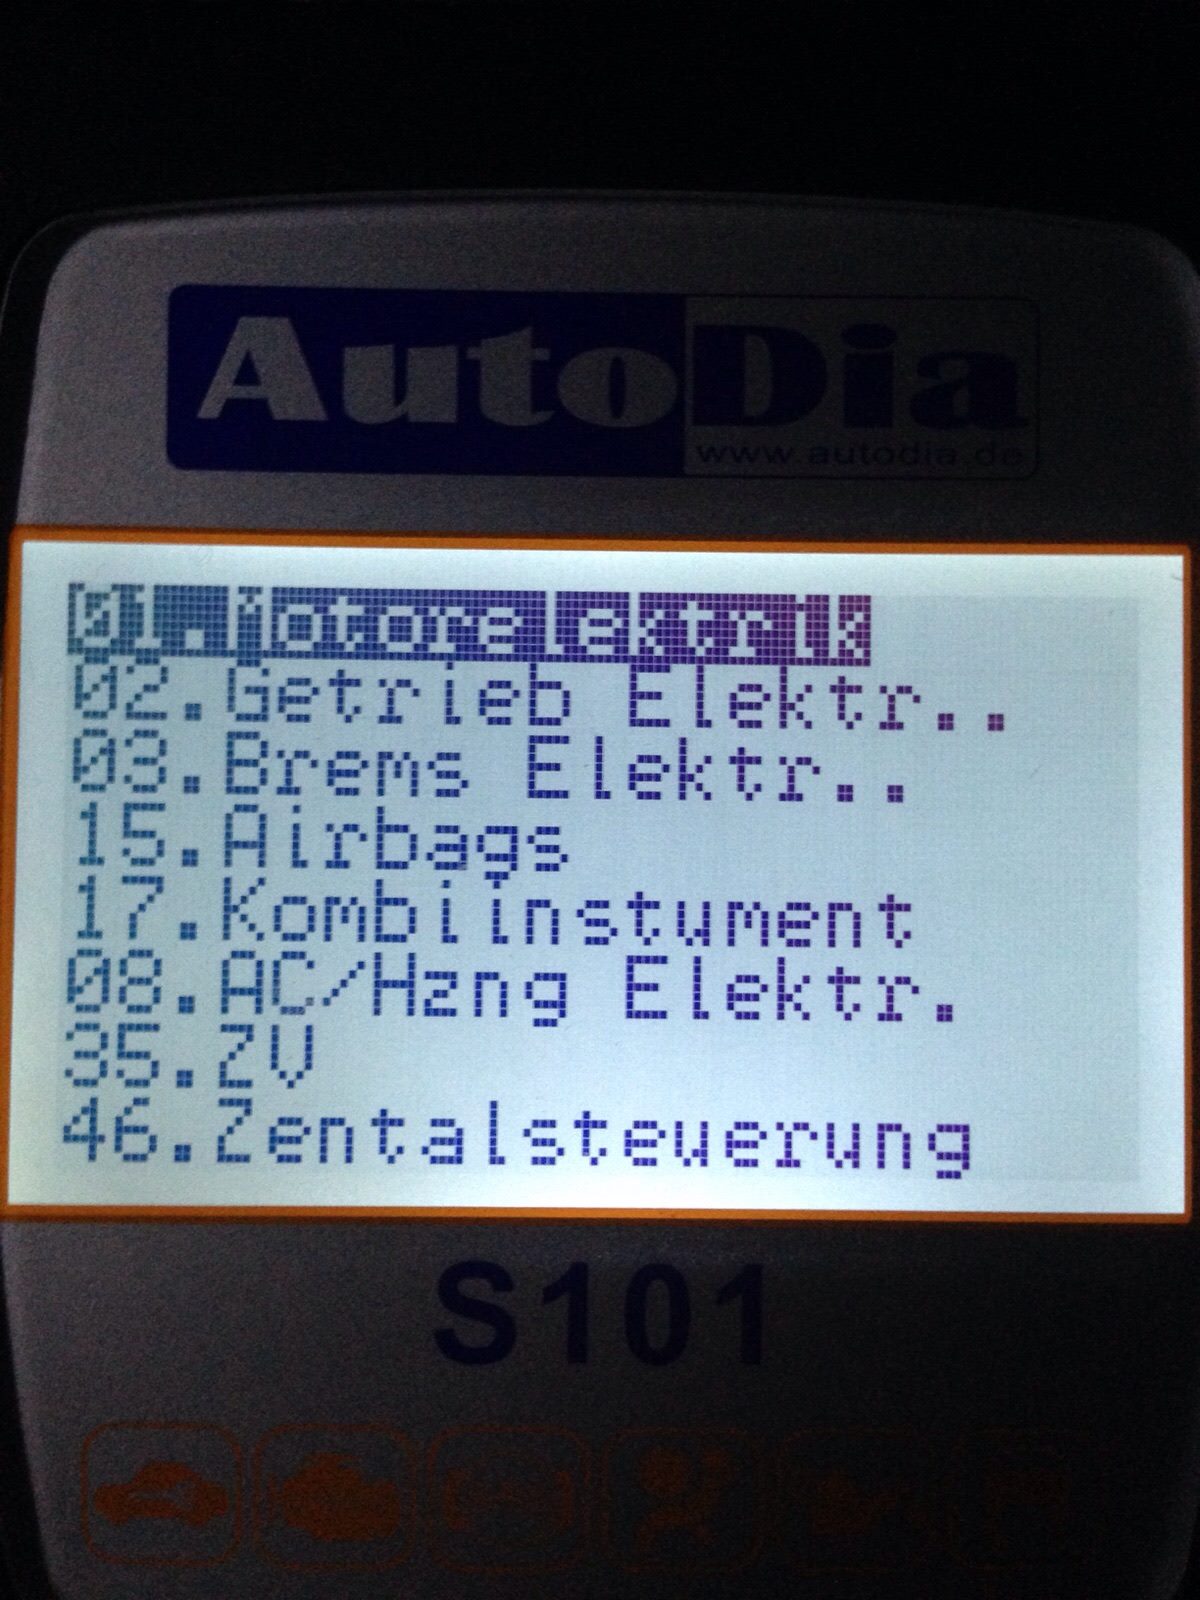 AutoDia
www.autodia.de
01.Motorelektrik
02.Getrieb Elektr..
03.Brems Elektr..
15.Airbags
17.Kombiinstument
08.AC/Hzng Elektr.
35.ZV
46.Zentalsteuerung
S101